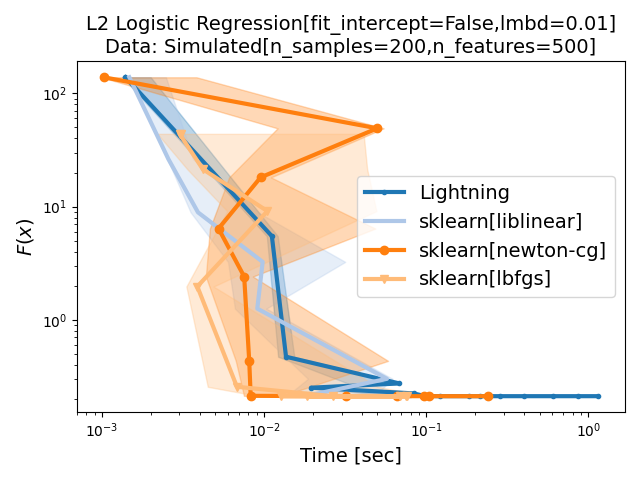 L2 Logistic Regression[fit_intercept=False,lmbd=0.01]
Data: Simulated[n_samples=200,n_features=500]
10²
10¹
10⁰
F(x)
Lightning
sklearn[liblinear]
sklearn[newton-cg]
sklearn[lbfgs]
10⁻³
10⁻²
10⁻¹
10⁰
Time [sec]